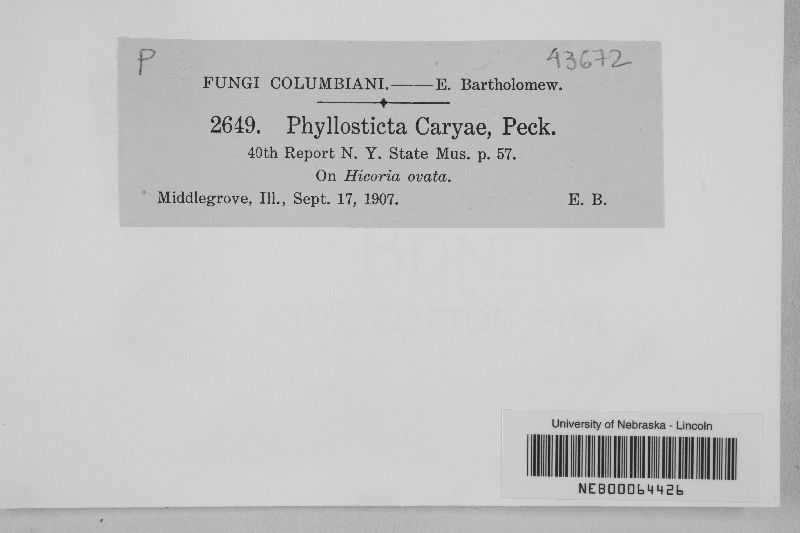 P 43672
FUNGI COLUMBIANI.——E. Bartholomew.
2649. Phyllosticta Caryae, Peck.
40th Report N. Y. State Mus. p. 57.
On Hicoria ovata.
Middlegrove, Ill., Sept. 17, 1907. E. B.
University of Nebraska - Lincoln
NEB00064426